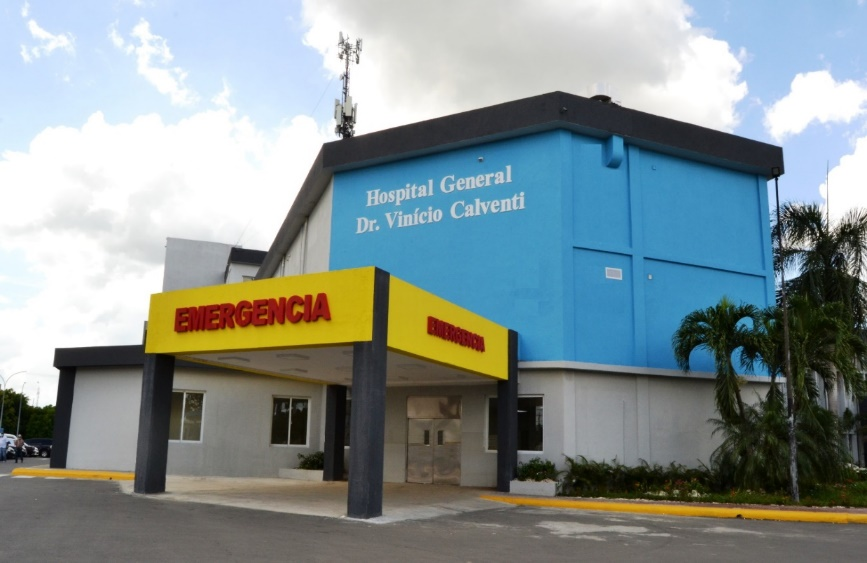 Hospital General
Dr. Vinício Calventi
EMERGENCIA
EMERGENCIA